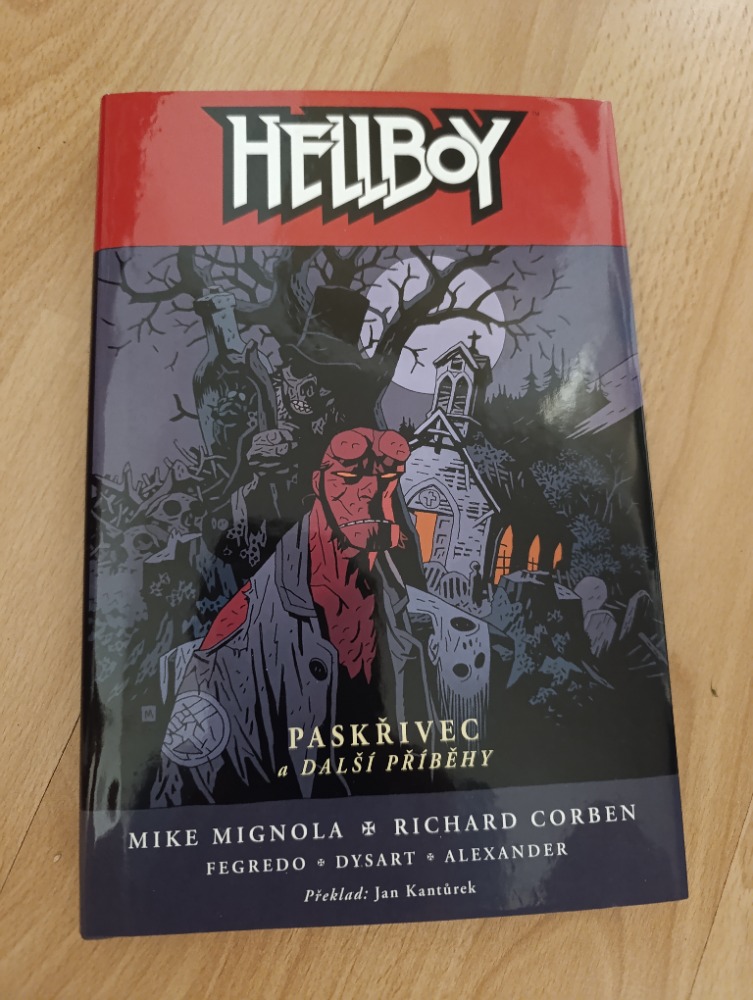 HELLBOY
PASKŘIVEC
a DALŠÍ PŘÍBĚHY
MIKE MIGNOLA ✠ RICHARD CORBEN
FEGREDO ✦ DYSART ✦ ALEXANDER
Překlad: Jan Kantůrek